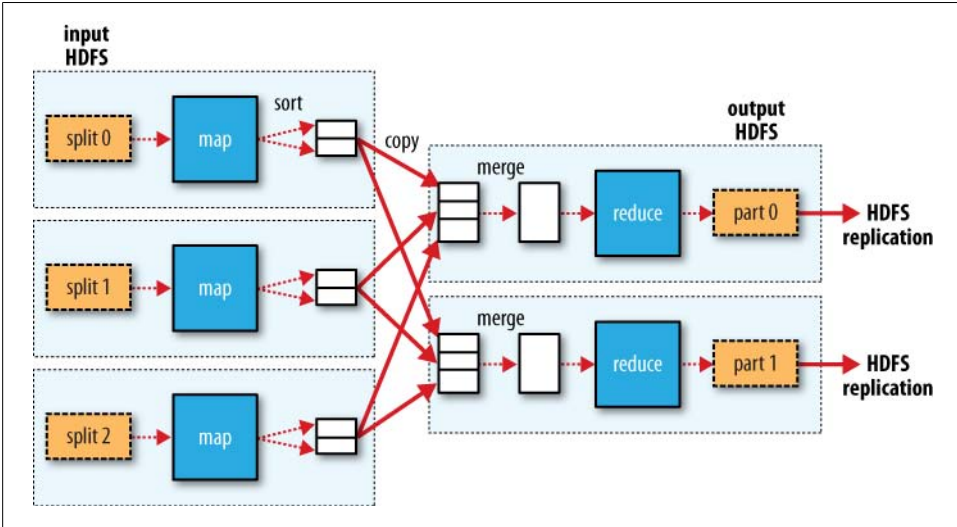 input
HDFS
split 0
map
sort
copy
split 1
map
split 2
map
output
HDFS
merge
reduce
part 0
HDFS
replication
merge
reduce
part 1
HDFS
replication